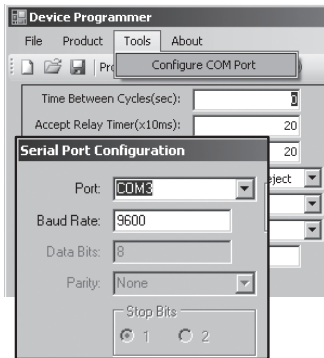 Device Programmer
File Product Tools About
Configure COM Port
Time Between Cycles(sec): 0
Accept Relay Timer(x10ms): 20
20
Serial Port Configuration
Port: COM3
Baud Rate: 9600
Data Bits: 8
Parity: None
Stop Bits
1 2